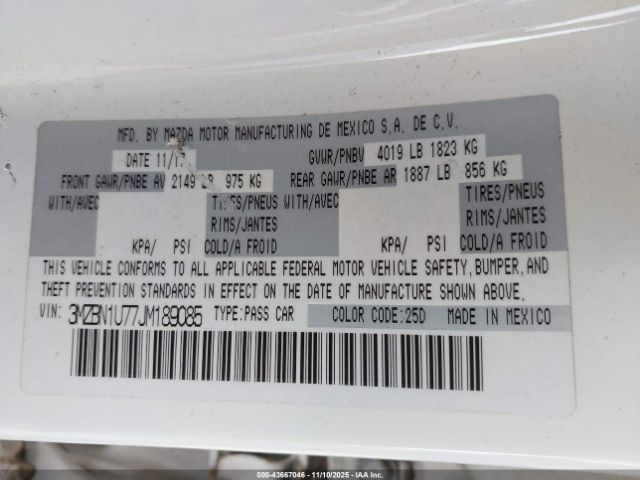 MFD. BY MAZDA MOTOR MANUFACTURING DE MEXICO S.A. DE C.V.
DATE 11/17 GVWR/PNBV 4019 LB 1823 KG
FRONT GAWR/PNBE AV 2149 LB 975 KG REAR GAWR/PNBE AR 1887 LB 856 KG
WITH/AVEC TIRES/PNEUS WITH/AVEC TIRES/PNEUS
RIMS/JANTES RIMS/JANTES
KPA/ PSI COLD/A FROID KPA/ PSI COLD/A FROID
THIS VEHICLE CONFORMS TO ALL APPLICABLE FEDERAL MOTOR VEHICLE SAFETY, BUMPER, AND
THEFT PREVENTION STANDARDS IN EFFECT ON THE DATE OF MANUFACTURE SHOWN ABOVE.
VIN: 3MZBN1U77JM189085 TYPE:PASS CAR COLOR CODE:25D MADE IN MEXICO
000-43667046 - 11/10/2025 - IAA Inc.